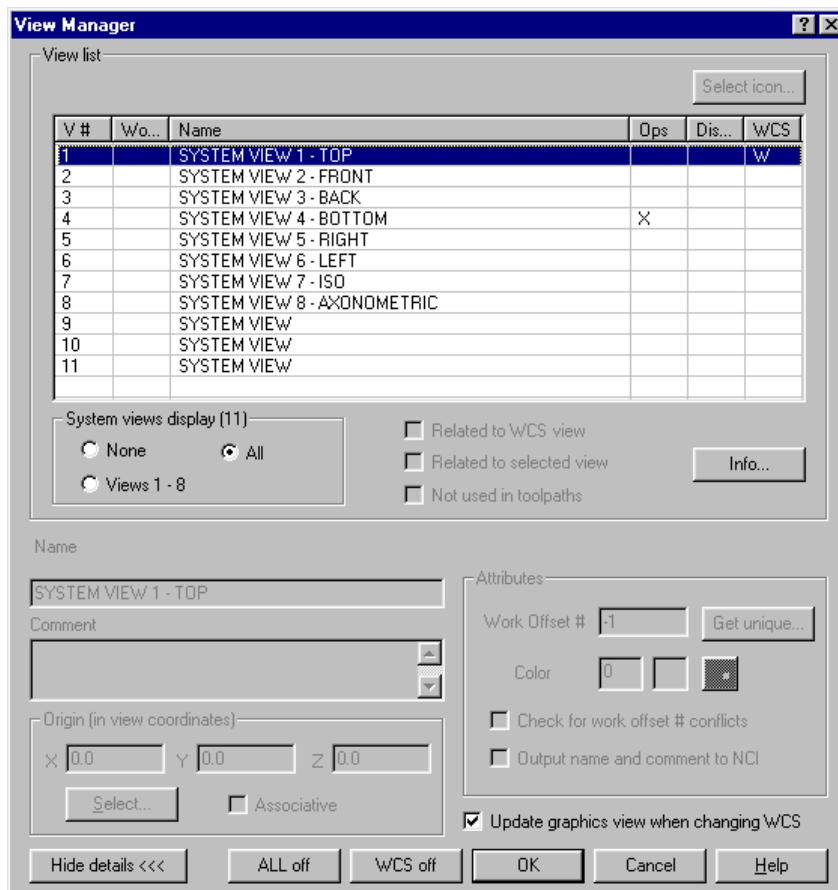 View Manager
View list
Select icon...
V # Wo... Name Ops Dis... WCS
1 SYSTEM VIEW 1 - TOP W
2 SYSTEM VIEW 2 - FRONT
3 SYSTEM VIEW 3 - BACK
4 SYSTEM VIEW 4 - BOTTOM X
5 SYSTEM VIEW 5 - RIGHT
6 SYSTEM VIEW 6 - LEFT
7 SYSTEM VIEW 7 - ISO
8 SYSTEM VIEW 8 - AXONOMETRIC
9 SYSTEM VIEW
10 SYSTEM VIEW
11 SYSTEM VIEW
System views display (11)
None All
Views 1 - 8
Related to WCS view
Related to selected view
Not used in toolpaths
Info...
Name
SYSTEM VIEW 1 - TOP
Comment
Origin (in view coordinates)
X 0.0 Y 0.0 Z 0.0
Select... Associative
Attributes
Work Offset # -1 Get unique...
Color 0
Check for work offset # conflicts
Output name and comment to NCI
Update graphics view when changing WCS
Hide details <<< ALL off WCS off OK Cancel Help